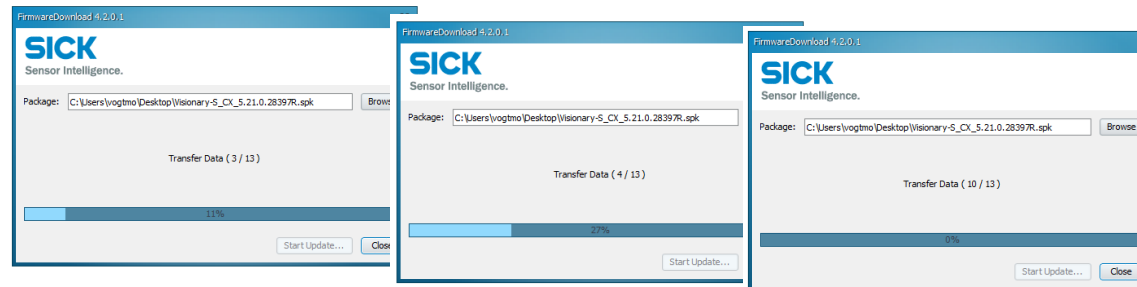 FirmwareDownload 4.2.0.1
SICK
Sensor Intelligence.
Package: C:\Users\vogtmo\Desktop\Visionary-S_CX_5.21.0.28397R.spk
Transfer Data ( 3 / 13 )
11%
Start Update...
FirmwareDownload 4.2.0.1
SICK
Sensor Intelligence.
Package: C:\Users\vogtmo\Desktop\Visionary-S_CX_5.21.0.28397R.spk
Transfer Data ( 4 / 13 )
27%
Start Update...
FirmwareDownload 4.2.0.1
SICK
Sensor Intelligence.
Package: C:\Users\vogtmo\Desktop\Visionary-S_CX_5.21.0.28397R.spk Browse
Transfer Data ( 10 / 13 )
0%
Start Update... Close